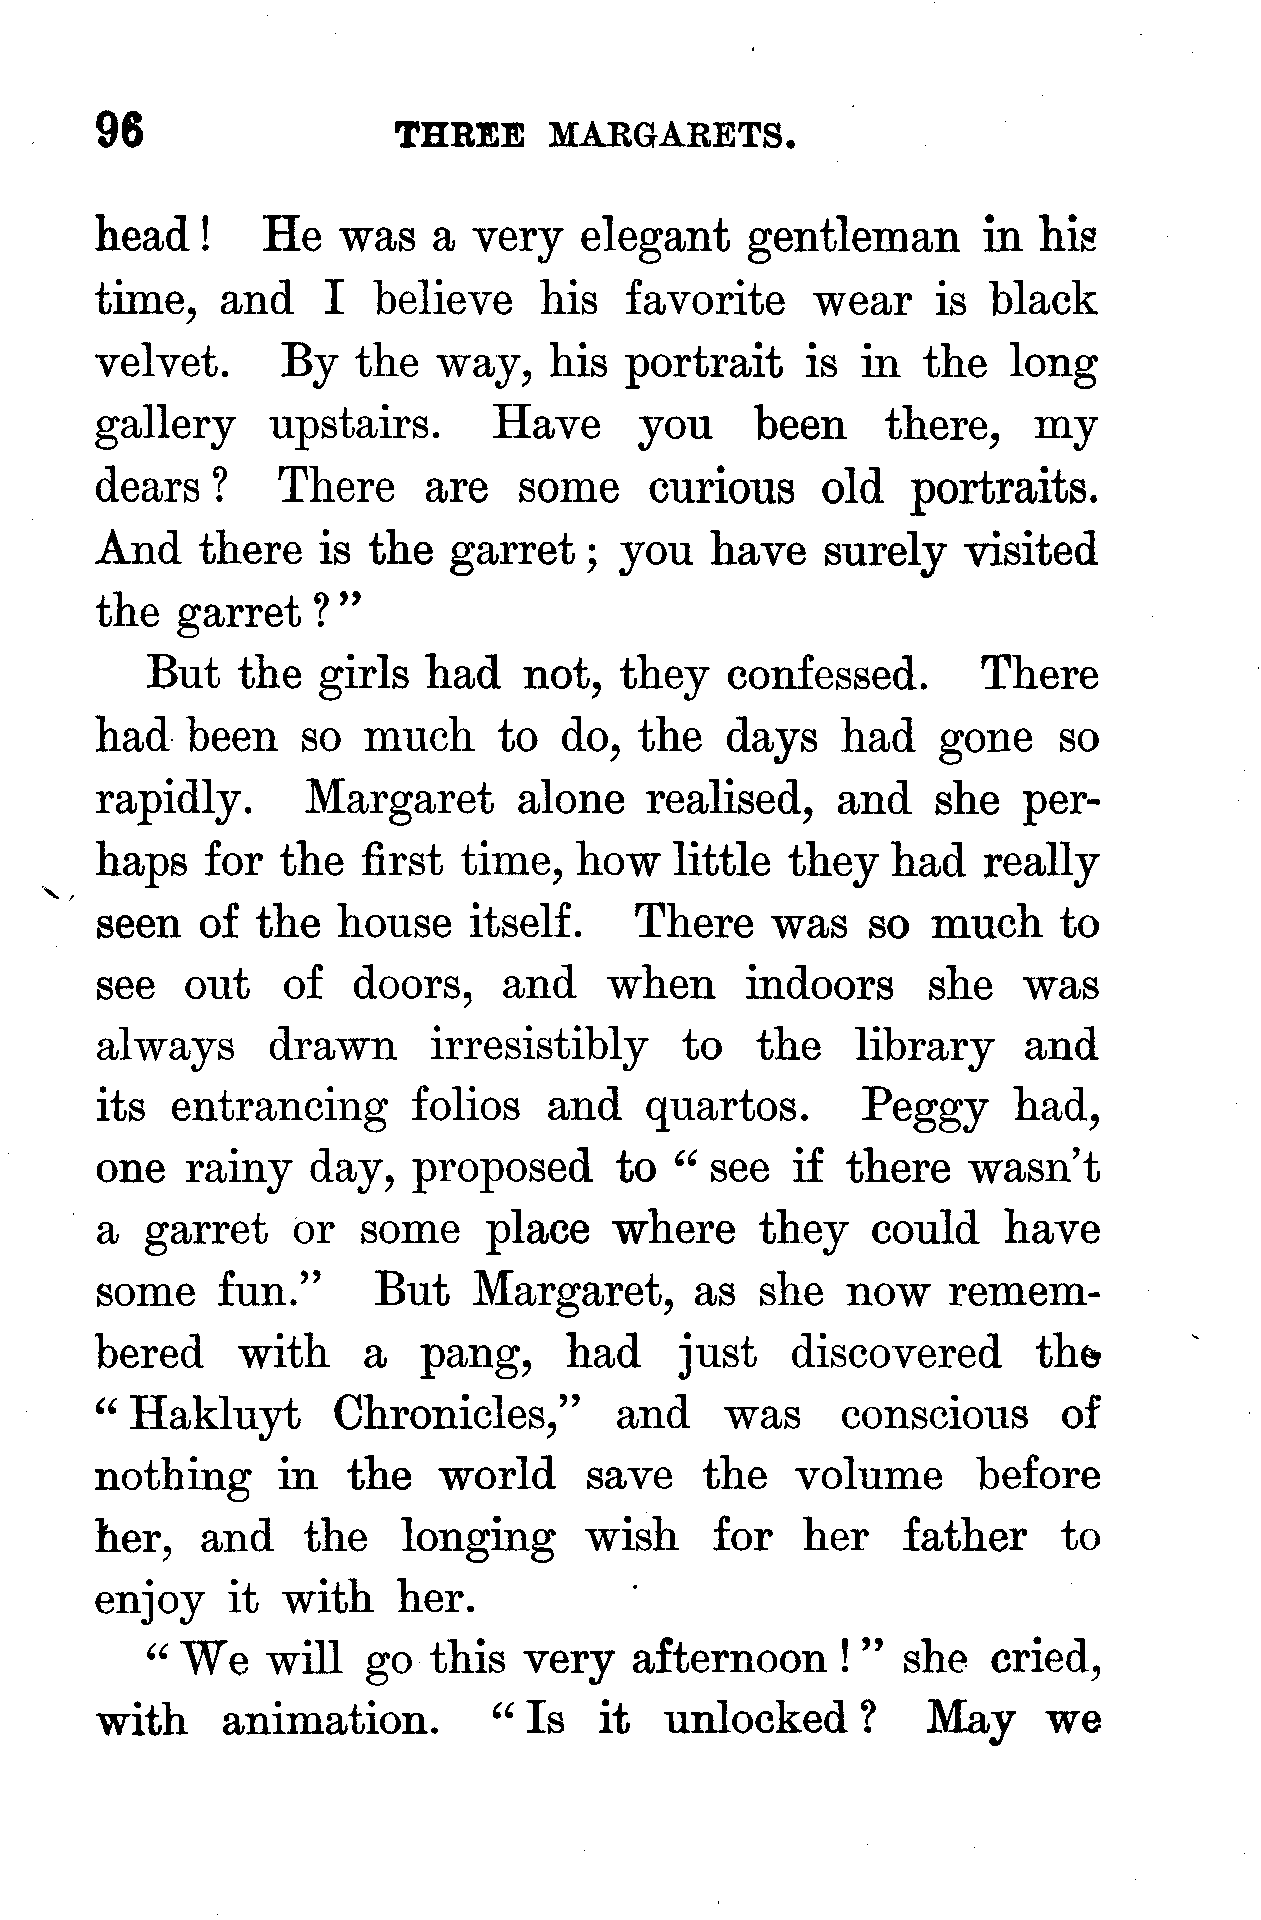 96 THREE MARGARETS.
head! He was a very elegant gentleman in his
time, and I believe his favorite wear is black
velvet. By the way, his portrait is in the long
gallery upstairs. Have you been there, my
dears? There are some curious old portraits.
And there is the garret; you have surely visited
the garret?"
But the girls had not, they confessed. There
had been so much to do, the days had gone so
rapidly. Margaret alone realised, and she per-
haps for the first time, how little they had really
seen of the house itself. There was so much to
see out of doors, and when indoors she was
always drawn irresistibly to the library and
its entrancing folios and quartos. Peggy had,
one rainy day, proposed to "see if there wasn't
a garret or some place where they could have
some fun." But Margaret, as she now remem-
bered with a pang, had just discovered the
"Hakluyt Chronicles," and was conscious of
nothing in the world save the volume before
her, and the longing wish for her father to
enjoy it with her.
"We will go this very afternoon!" she cried,
with animation. "Is it unlocked? May we